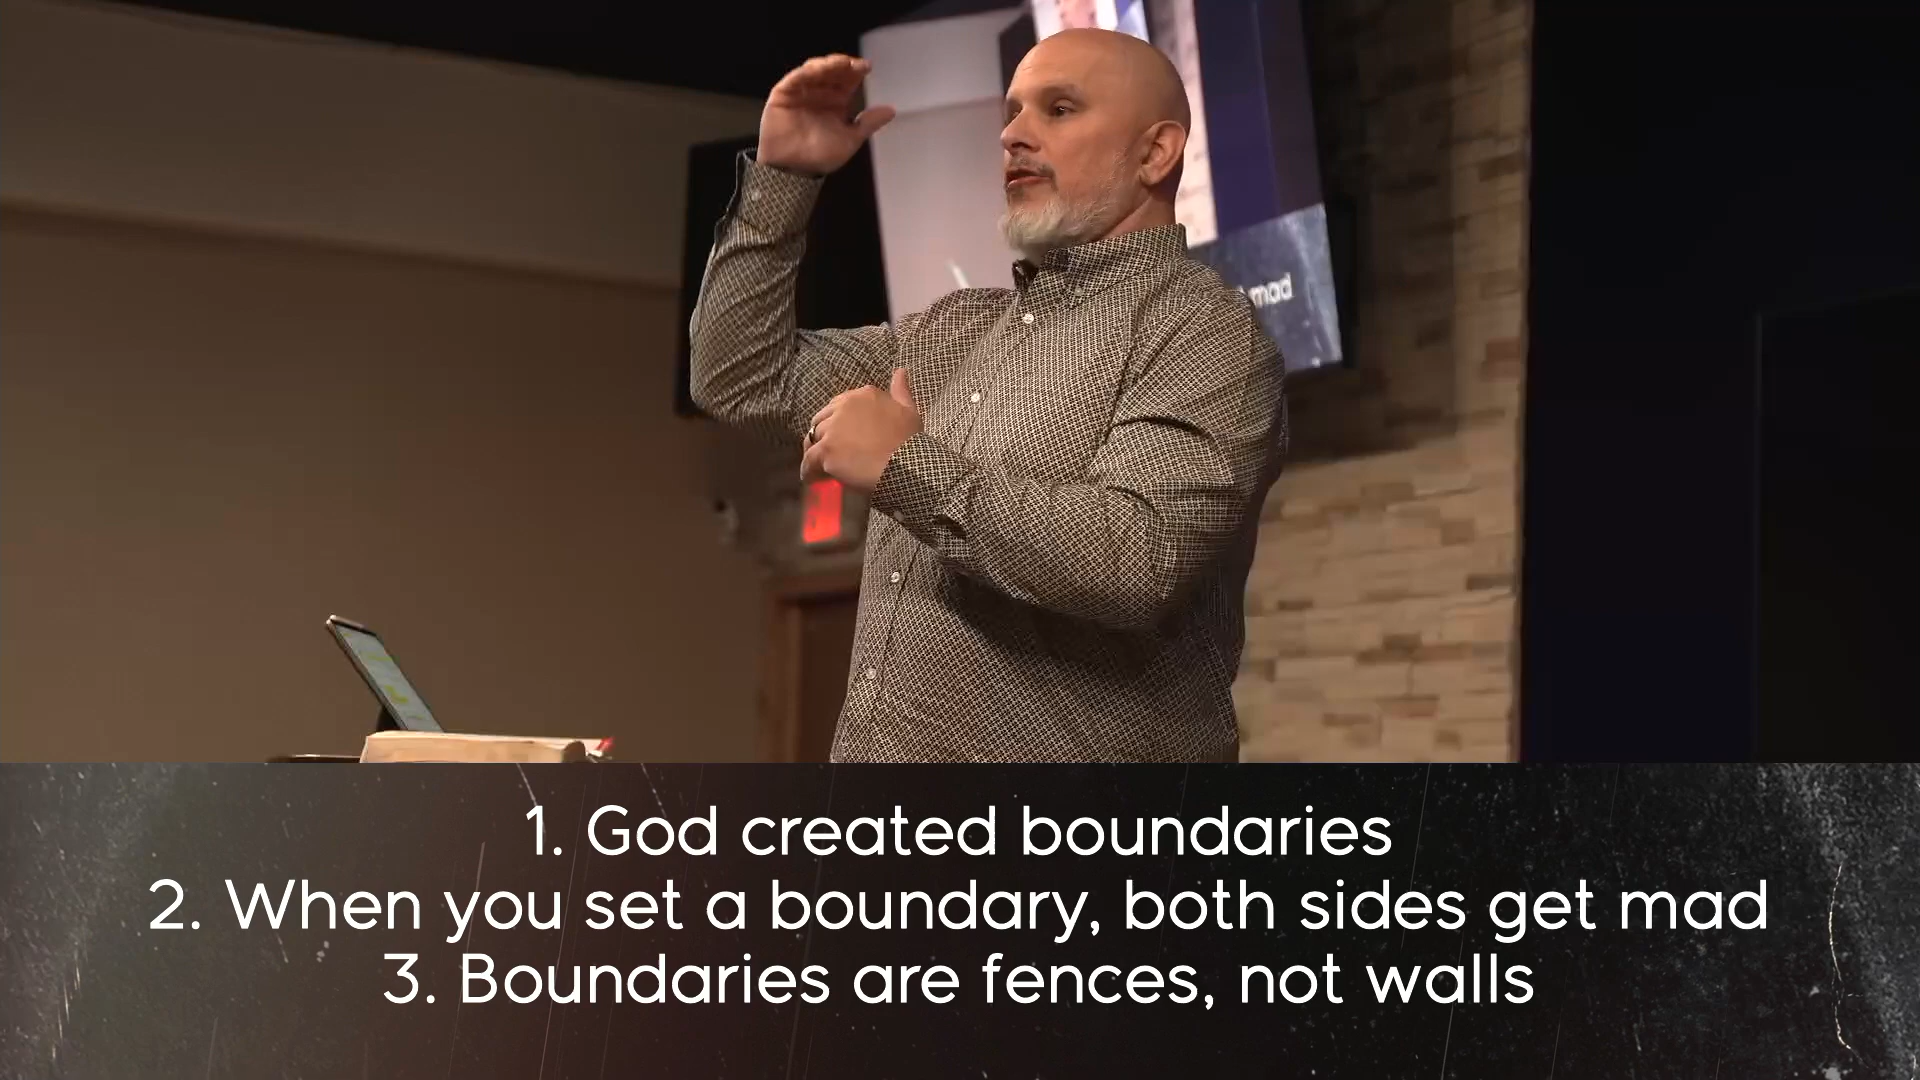 mad
1. God created boundaries
2. When you set a boundary, both sides get mad
3. Boundaries are fences, not walls